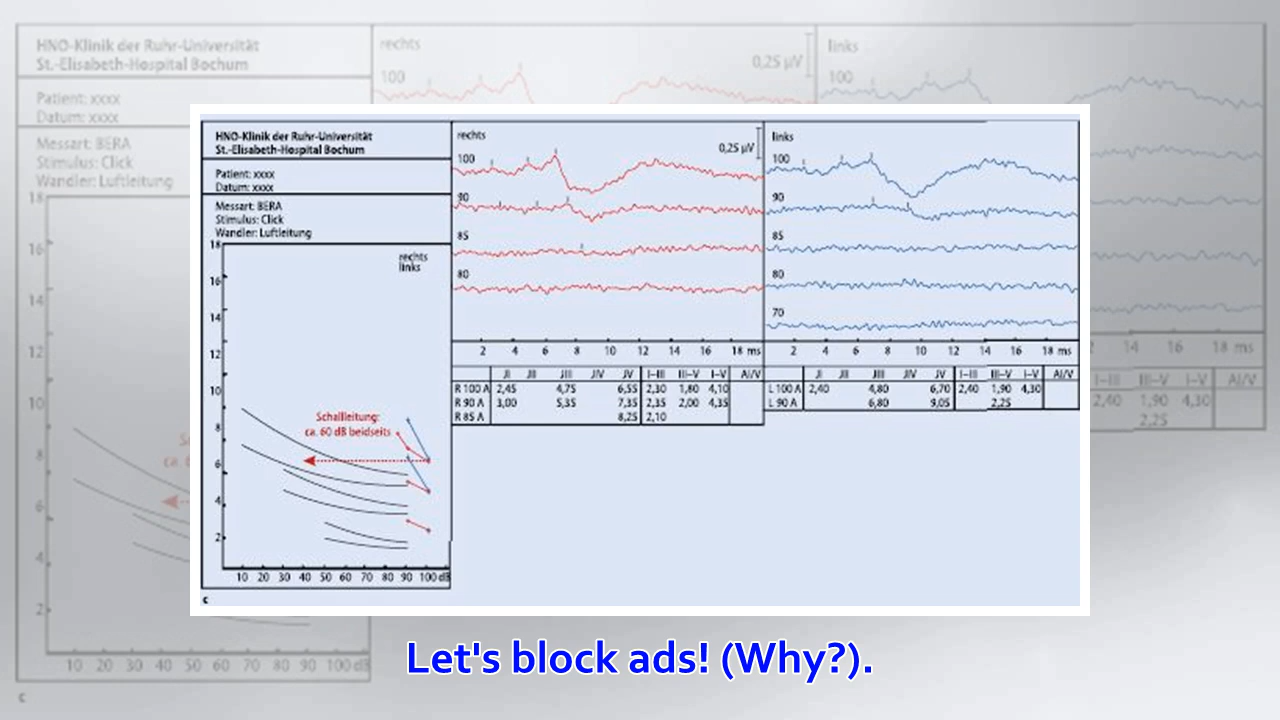 HNO-Klinik der Ruhr-Universität
St.-Elisabeth-Hospital Bochum
Patient: xxxx
Datum: xxxx
Messart: BERA
Stimulus: Click
Wandler: Luftleitung
18
16
14
12
10
8
6
4
2
rechts
links
Schallleitung:
ca. 60 dB beidseits
10 20 30 40 50 60 70 80 90 100 dB
c
rechts
0,25 µV
100
90
85
80
2 4 6 8 10 12 14 16 18 ms
JI JII JIII JIV JV I–III III–V I–V AI/V
R 100 A 2,45 4,75 6,55 2,30 1,80 4,10
R 90 A 3,00 5,35 7,35 2,35 2,00 4,35
R 85 A 8,25 2,10
links
100
90
85
80
70
2 4 6 8 10 12 14 16 18 ms
JI JII JIII JIV JV I–III III–V I–V AI/V
L 100 A 2,40 4,80 6,70 2,40 1,90 4,30
L 90 A 6,80 9,05 2,25
Let's block ads! (Why?).